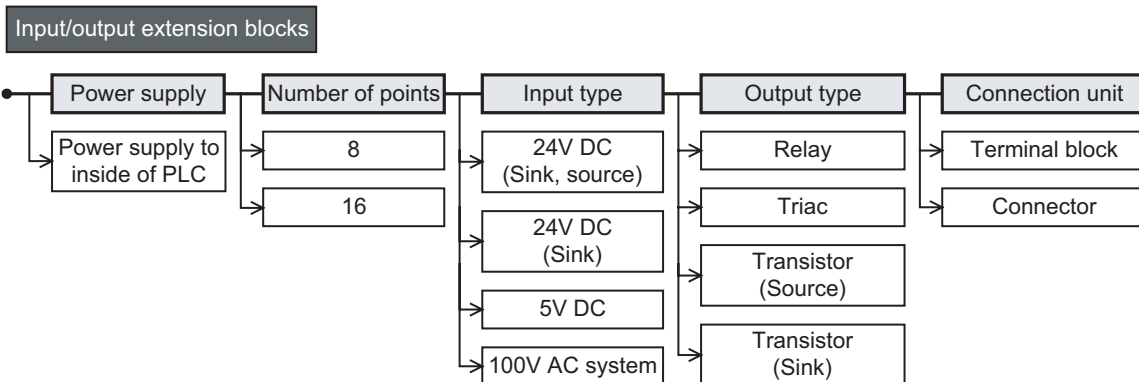 Input/output extension blocks
Power supply
Number of points
Input type
Output type
Connection unit
Power supply to
inside of PLC
8
16
24V DC
(Sink, source)
24V DC
(Sink)
5V DC
100V AC system
Relay
Triac
Transistor
(Source)
Transistor
(Sink)
Terminal block
Connector